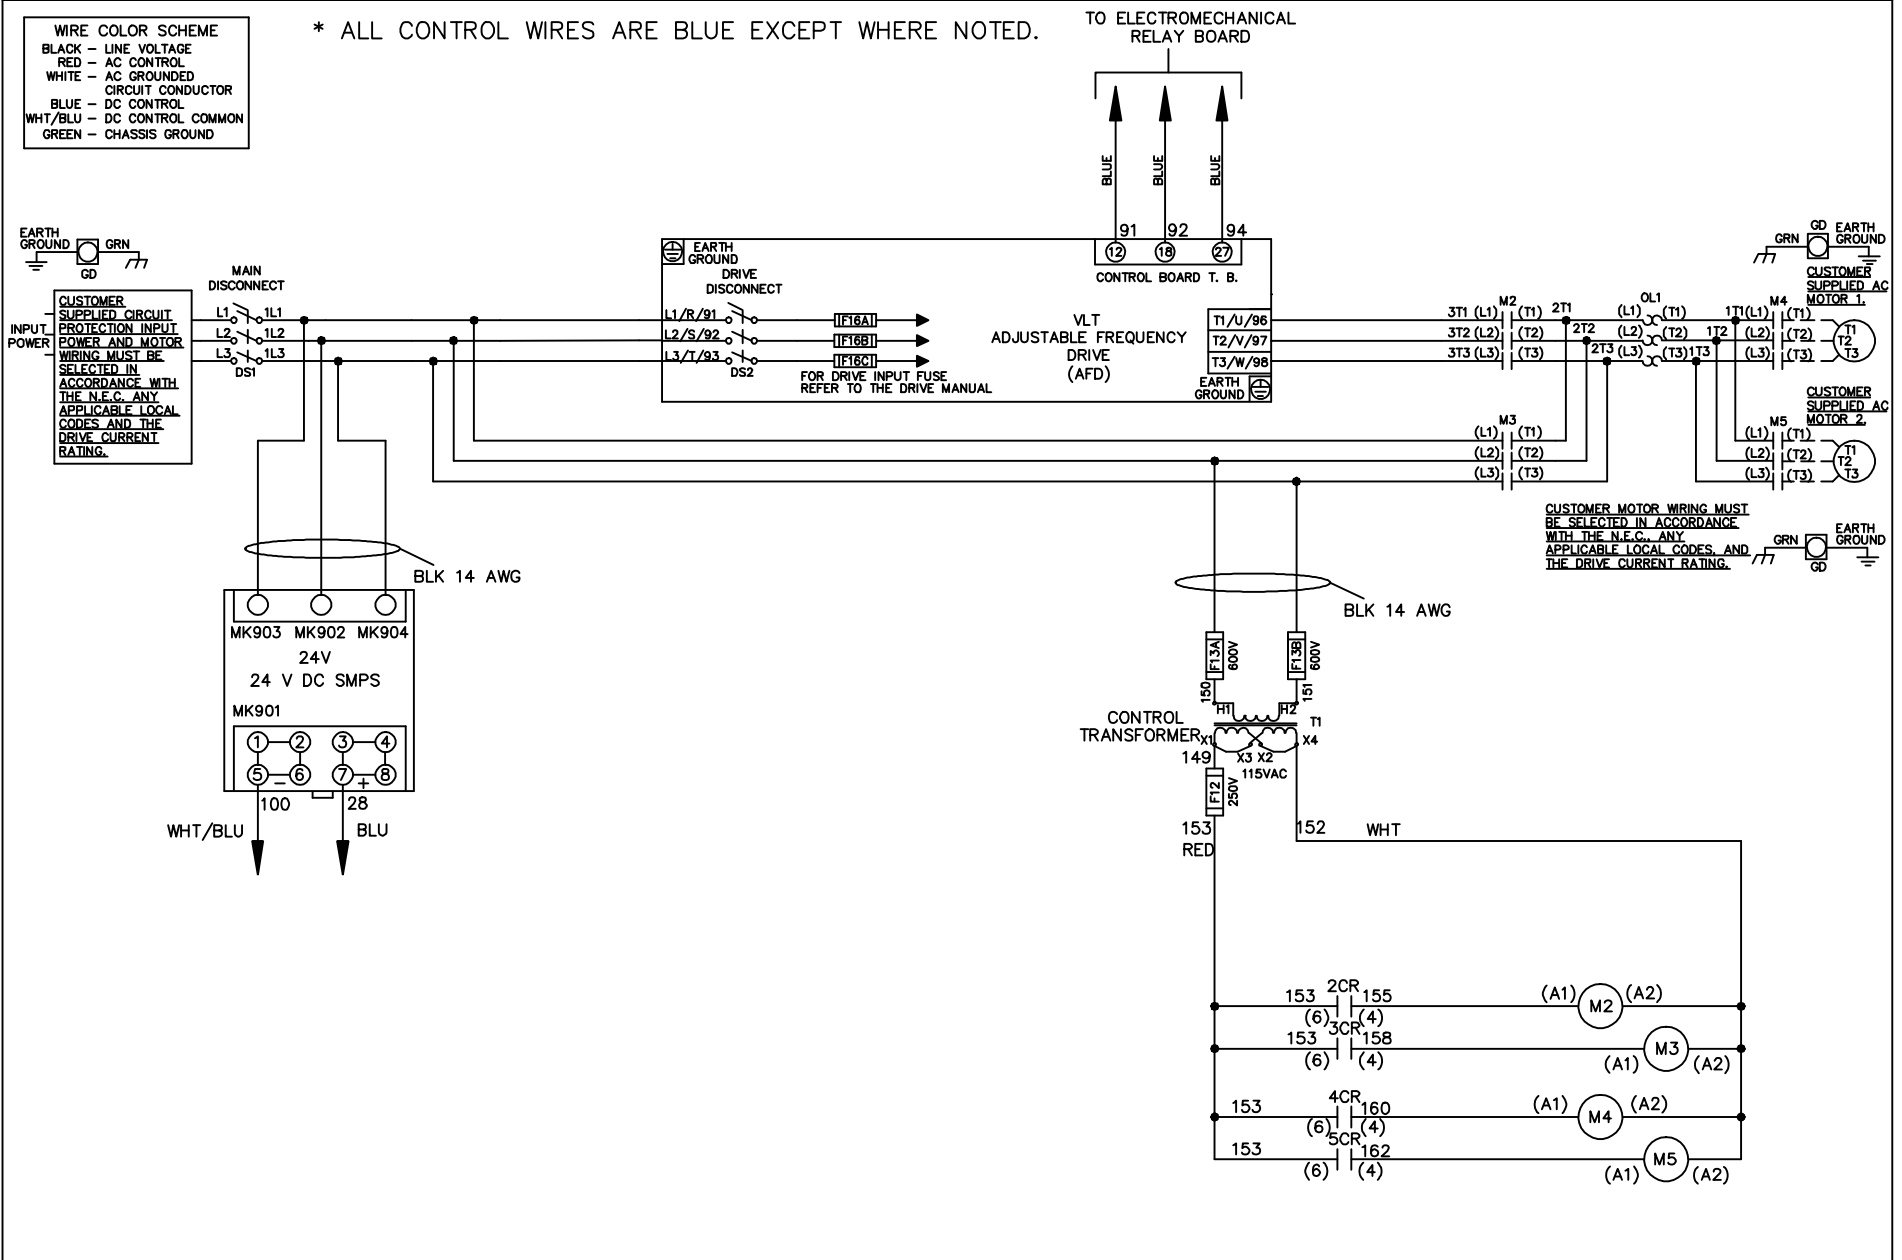 WIRE COLOR SCHEME
BLACK – LINE VOLTAGE
RED – AC CONTROL
WHITE – AC GROUNDED
CIRCUIT CONDUCTOR
BLUE – DC CONTROL
WHT/BLU – DC CONTROL COMMON
GREEN – CHASSIS GROUND
* ALL CONTROL WIRES ARE BLUE EXCEPT WHERE NOTED.
TO ELECTROMECHANICAL
RELAY BOARD
BLUE BLUE BLUE
91 92 94
12 18 27
CONTROL BOARD T. B.
EARTH
GROUND
GRN
GD
MAIN
DISCONNECT
L1 1L1
L2 1L2
L3 1L3
DS1
INPUT
POWER
CUSTOMER
SUPPLIED CIRCUIT
PROTECTION INPUT
POWER AND MOTOR
WIRING MUST BE
SELECTED IN
ACCORDANCE WITH
THE N.E.C. ANY
APPLICABLE LOCAL
CODES AND THE
DRIVE CURRENT
RATING.
EARTH
GROUND
DRIVE
DISCONNECT
L1/R/91
L2/S/92
L3/T/93
DS2
F16A
F16B
F16C
FOR DRIVE INPUT FUSE
REFER TO THE DRIVE MANUAL
VLT
ADJUSTABLE FREQUENCY
DRIVE
(AFD)
T1/U/96
T2/V/97
T3/W/98
EARTH
GROUND
M2
3T1 (L1) (T1) 2T1
3T2 (L2) (T2) 2T2
3T3 (L3) (T3) 2T3
OL1
(L1) (T1) 1T1
(L2) (T2) 1T2
(L3) (T3) 1T3
M4
(L1) (T1)
(L2) (T2)
(L3) (T3)
T1
T2
T3
GRN
GD
EARTH
GROUND
CUSTOMER
SUPPLIED AC
MOTOR 1.
M3
(L1) (T1)
(L2) (T2)
(L3) (T3)
M5
(L1) (T1)
(L2) (T2)
(L3) (T3)
T1
T2
T3
CUSTOMER
SUPPLIED AC
MOTOR 2.
CUSTOMER MOTOR WIRING MUST
BE SELECTED IN ACCORDANCE
WITH THE N.E.C., ANY
APPLICABLE LOCAL CODES, AND
THE DRIVE CURRENT RATING.
GRN
GD
EARTH
GROUND
BLK 14 AWG
MK903 MK902 MK904
24V
24 V DC SMPS
MK901
1 2 3 4
5 – 6 7 + 8
100 28
WHT/BLU BLU
BLK 14 AWG
F13A
600V
F13B
600V
150 151
H1 H2
T1
CONTROL
TRANSFORMER
X1 X3 X2 X4
149
115VAC
F12
250V
153
RED
152 WHT
153 2CR 155 (A1) M2 (A2)
(6) (4)
153 3CR 158 M3
(6) (4) (A1) (A2)
153 4CR 160 (A1) M4 (A2)
(6) (4)
153 5CR 162 M5
(6) (4) (A1) (A2)